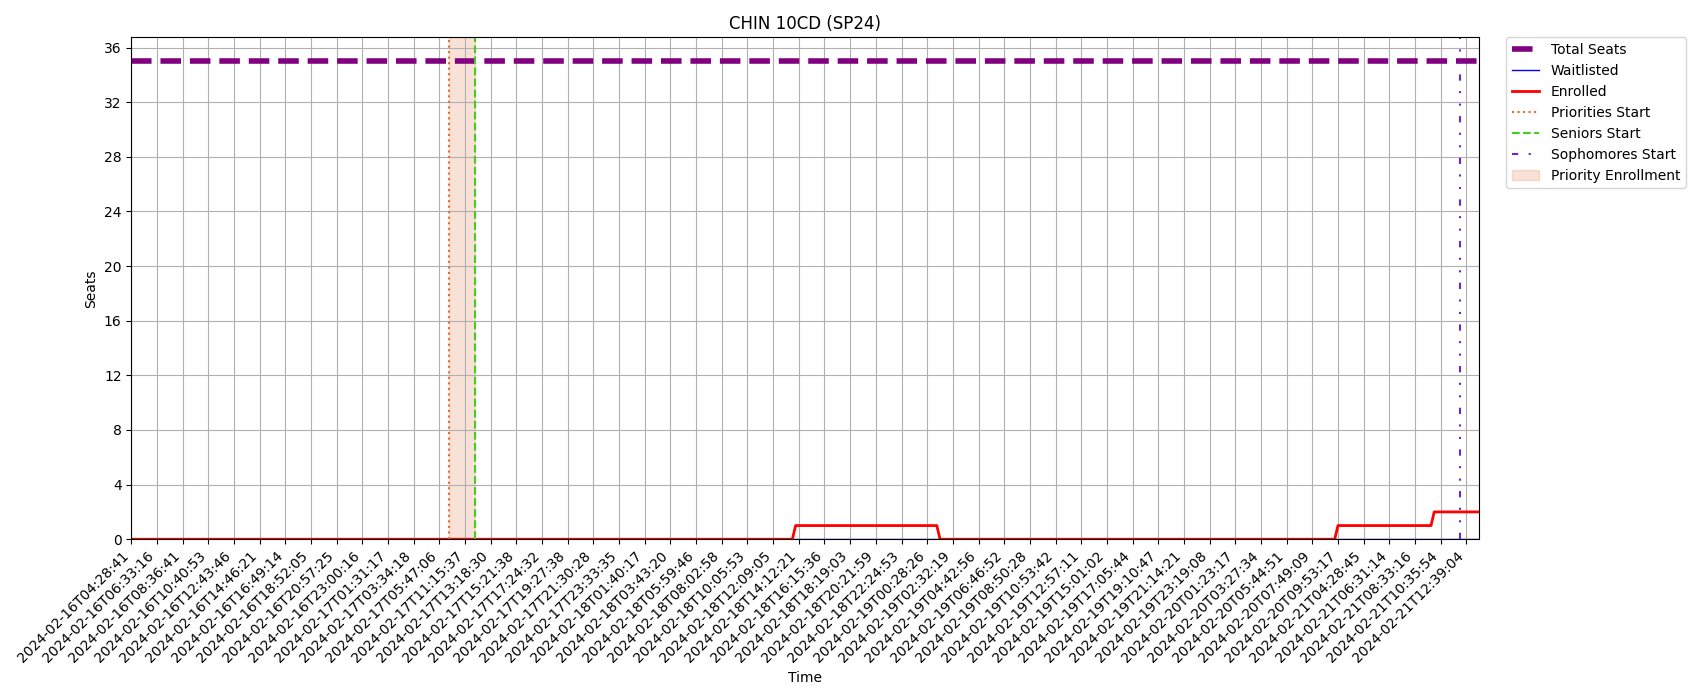 CHIN 10CD (SP24)
Total Seats
Waitlisted
Enrolled
Priorities Start
Seniors Start
Sophomores Start
Priority Enrollment
Seats
36
32
28
24
20
16
12
8
4
0
2024-02-16T04:28:41
2024-02-16T06:33:16
2024-02-16T08:36:41
2024-02-16T10:40:53
2024-02-16T12:43:46
2024-02-16T14:46:21
2024-02-16T16:49:14
2024-02-16T18:52:05
2024-02-16T20:57:25
2024-02-16T23:00:16
2024-02-17T01:31:17
2024-02-17T03:34:18
2024-02-17T05:47:06
2024-02-17T11:15:37
2024-02-17T13:18:30
2024-02-17T15:21:38
2024-02-17T17:24:32
2024-02-17T19:27:38
2024-02-17T21:30:28
2024-02-17T23:33:35
2024-02-18T01:40:17
2024-02-18T03:43:20
2024-02-18T05:59:46
2024-02-18T08:02:58
2024-02-18T10:05:53
2024-02-18T12:09:05
2024-02-18T14:12:21
2024-02-18T16:15:36
2024-02-18T18:19:03
2024-02-18T20:21:59
2024-02-18T22:24:53
2024-02-19T00:28:26
2024-02-19T02:32:19
2024-02-19T04:42:56
2024-02-19T06:46:52
2024-02-19T08:50:28
2024-02-19T10:53:42
2024-02-19T12:57:11
2024-02-19T15:01:02
2024-02-19T17:05:44
2024-02-19T19:10:47
2024-02-19T21:14:21
2024-02-19T23:19:08
2024-02-20T01:23:17
2024-02-20T03:27:34
2024-02-20T05:44:51
2024-02-20T07:49:09
2024-02-20T09:53:17
2024-02-21T04:28:45
2024-02-21T06:31:14
2024-02-21T08:33:16
2024-02-21T10:35:54
2024-02-21T12:39:04
Time